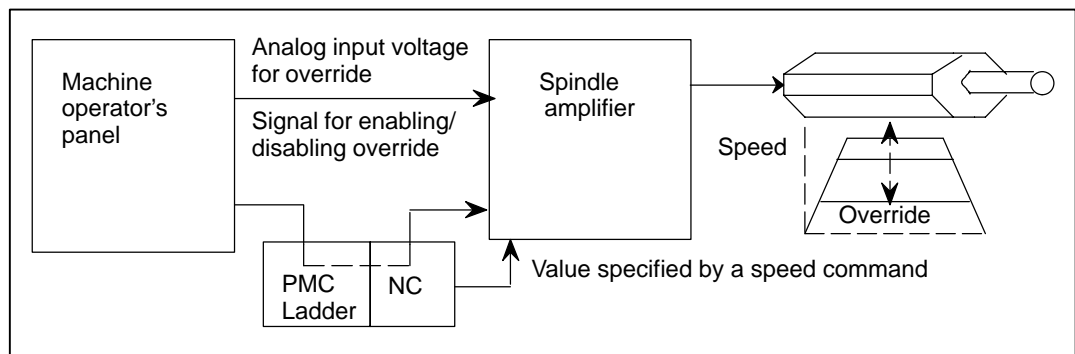 Machine
operator's
panel
Analog input voltage
for override
Signal for enabling/
disabling override
Spindle
amplifier
Speed
Override
PMC
Ladder
NC
Value specified by a speed command